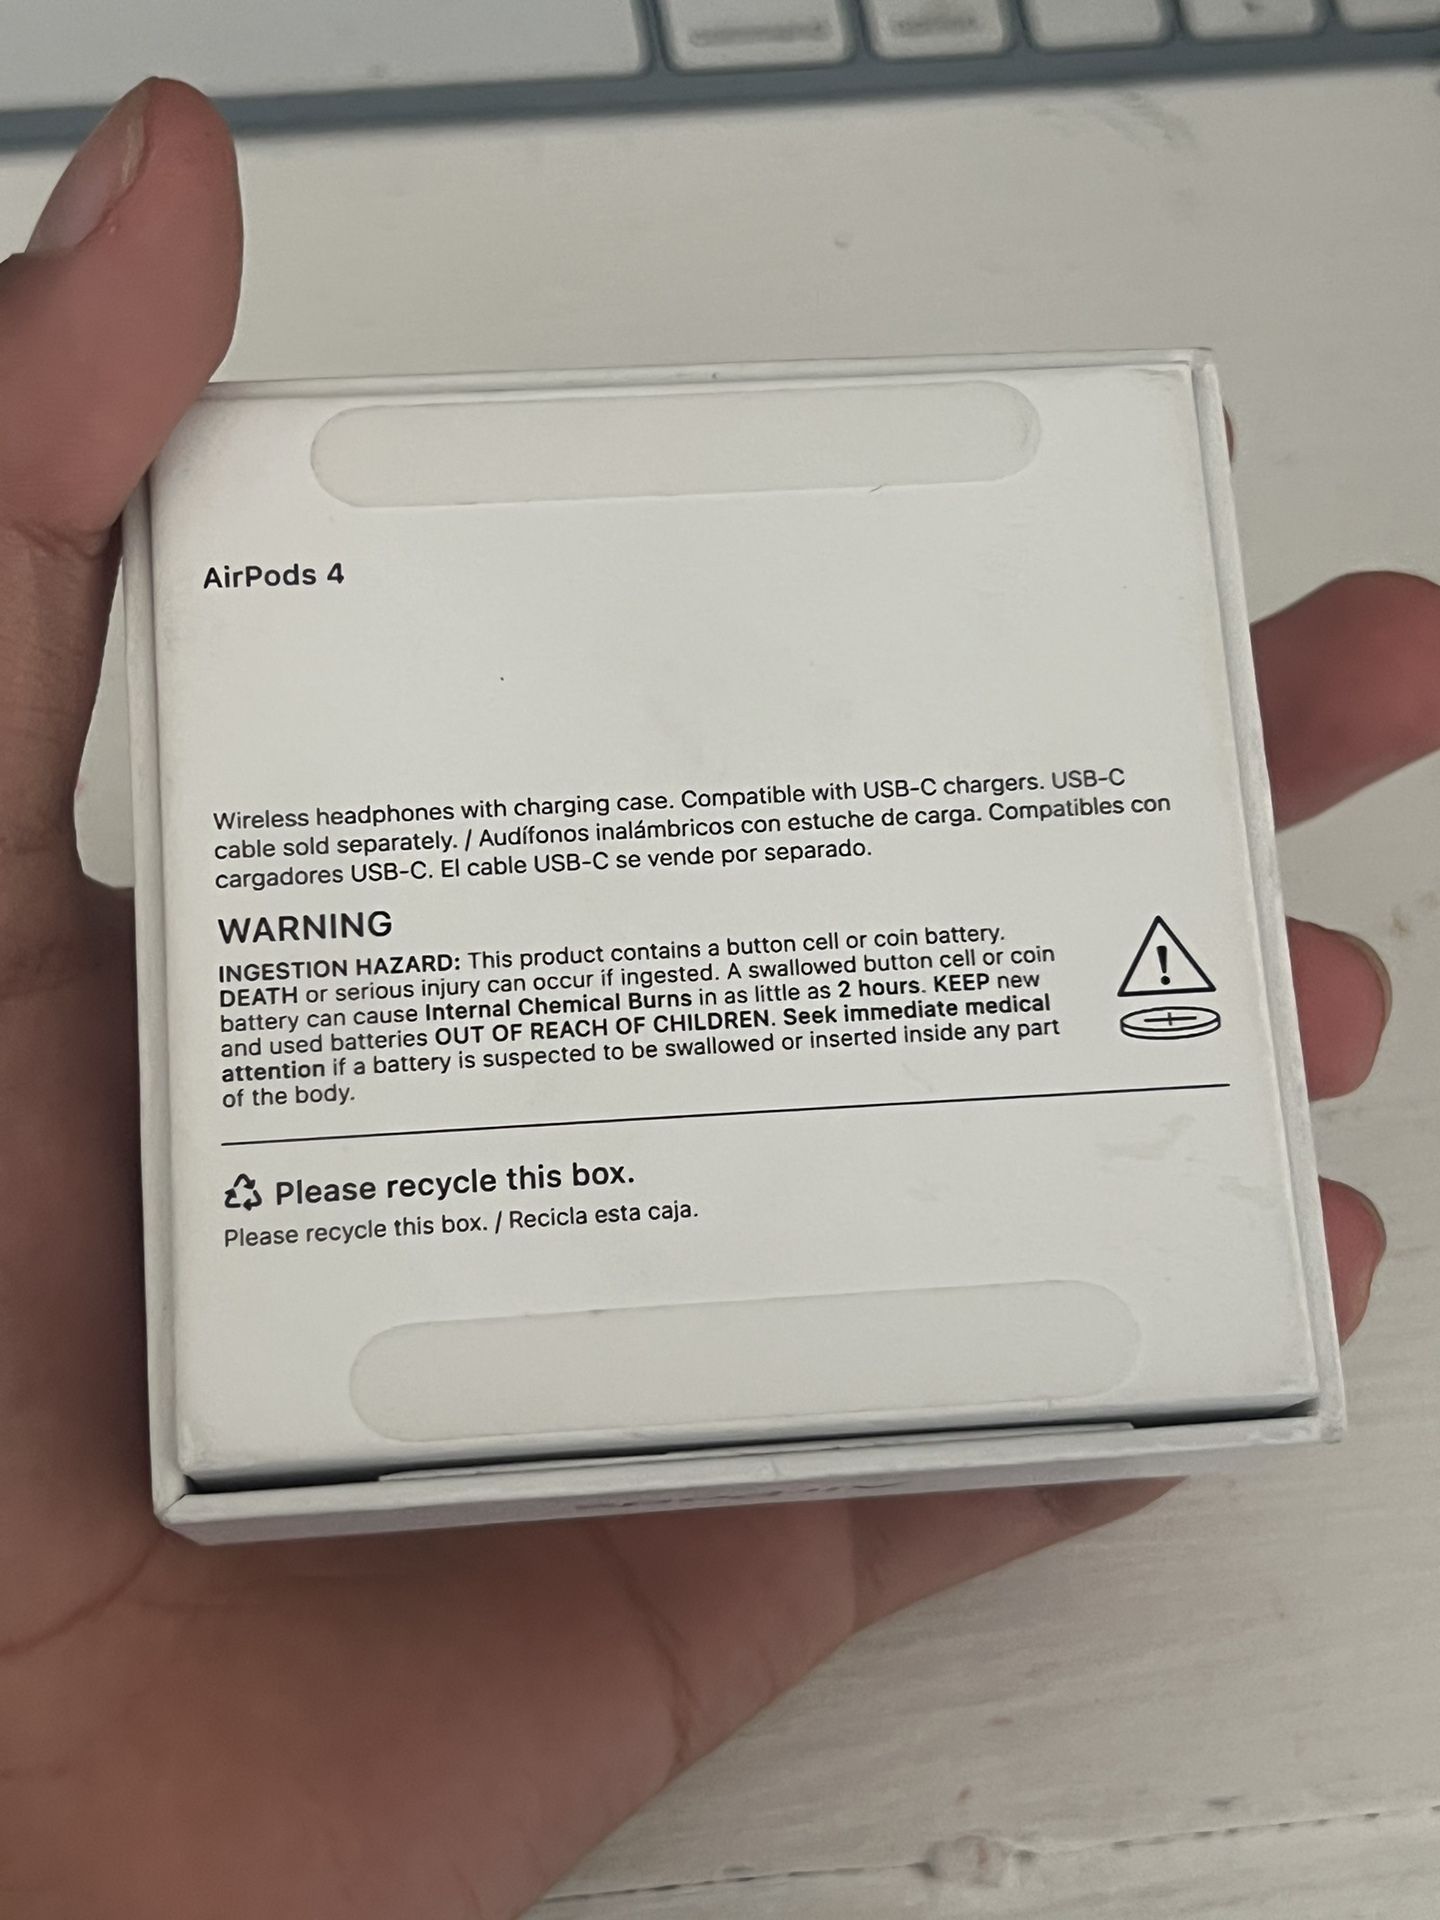 AirPods 4
Wireless headphones with charging case. Compatible with USB-C chargers. USB-C
cable sold separately. / Audífonos inalámbricos con estuche de carga. Compatibles con
cargadores USB-C. El cable USB-C se vende por separado.
WARNING
INGESTION HAZARD: This product contains a button cell or coin battery.
DEATH or serious injury can occur if ingested. A swallowed button cell or coin
battery can cause Internal Chemical Burns in as little as 2 hours. KEEP new
and used batteries OUT OF REACH OF CHILDREN. Seek immediate medical
attention if a battery is suspected to be swallowed or inserted inside any part
of the body.
Please recycle this box.
Please recycle this box. / Recicla esta caja.